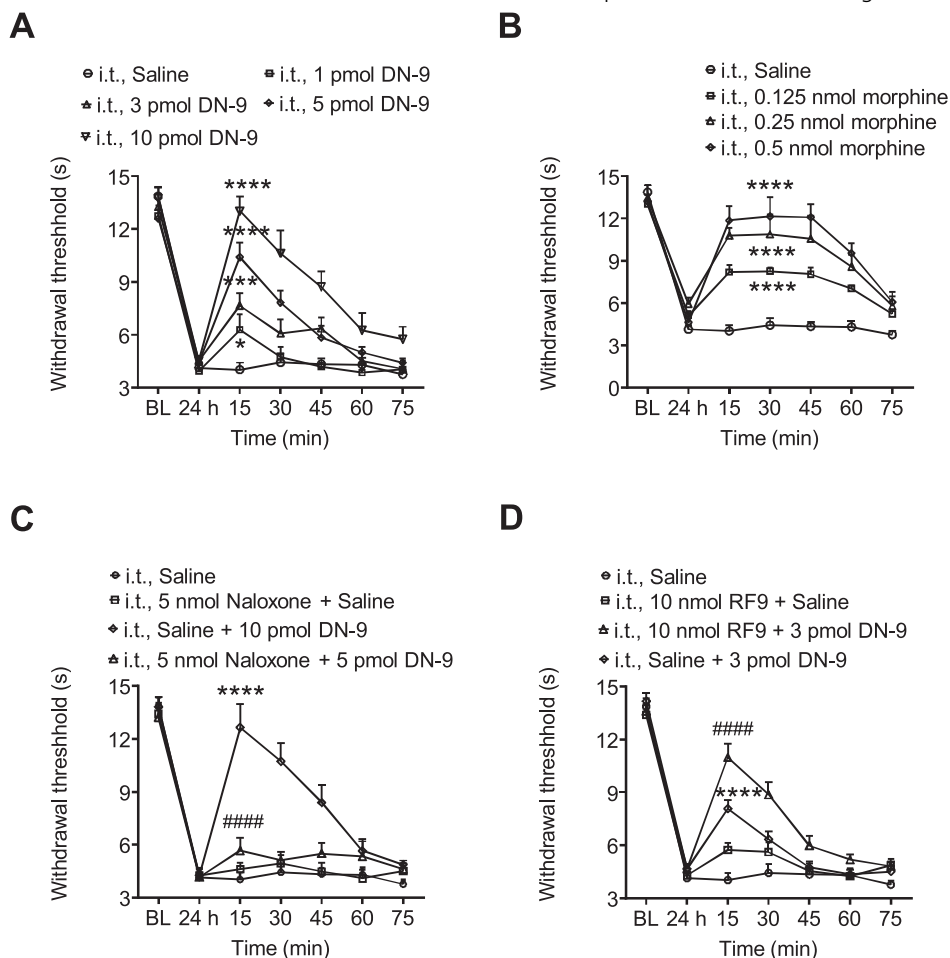 A
i.t., Saline
i.t., 1 pmol DN-9
i.t., 3 pmol DN-9
i.t., 5 pmol DN-9
i.t., 10 pmol DN-9
Withdrawal threshhold (s)
15
12
9
6
3
****
****
***
*
BL 24 h 15 30 45 60 75
Time (min)
B
i.t., Saline
i.t., 0.125 nmol morphine
i.t., 0.25 nmol morphine
i.t., 0.5 nmol morphine
Withdrawal threshhold (s)
15
12
9
6
3
0
****
****
****
BL 24 h 15 30 45 60 75
Time (min)
C
i.t., Saline
i.t., 5 nmol Naloxone + Saline
i.t., Saline + 10 pmol DN-9
i.t., 5 nmol Naloxone + 5 pmol DN-9
Withdrawal threshhold (s)
15
12
9
6
3
****
####
BL 24 h 15 30 45 60 75
Time (min)
D
i.t., Saline
i.t., 10 nmol RF9 + Saline
i.t., 10 nmol RF9 + 3 pmol DN-9
i.t., Saline + 3 pmol DN-9
Withdrawal threshhold (s)
15
12
9
6
3
####
****
BL 24 h 15 30 45 60 75
Time (min)